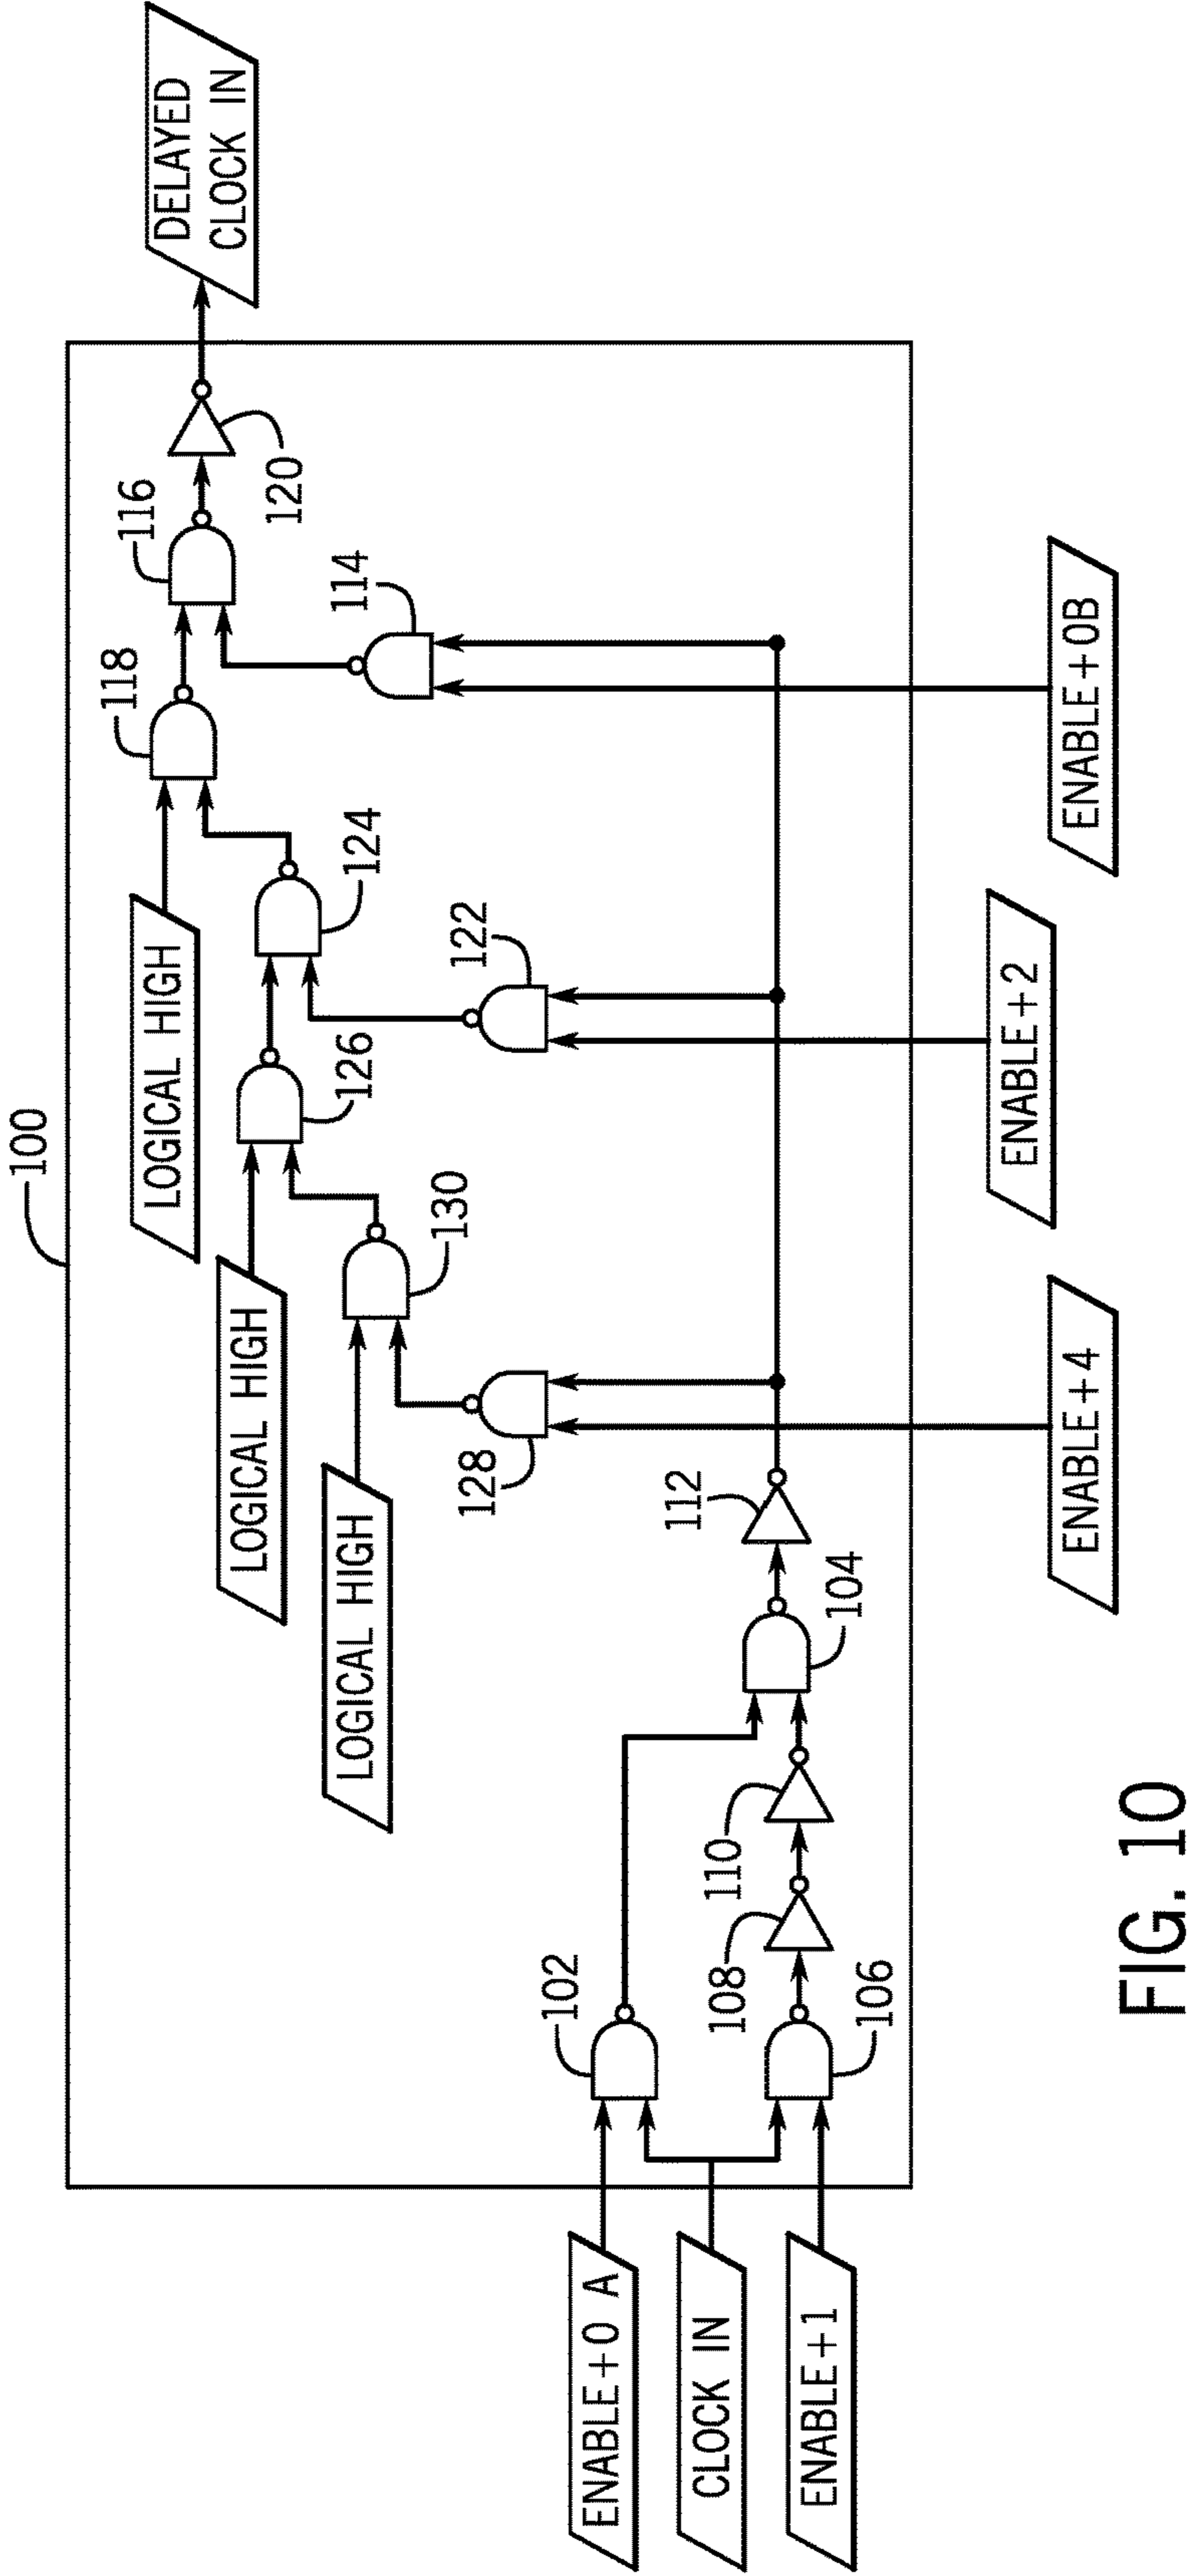 100
DELAYED
CLOCK IN
LOGICAL HIGH
118
116
120
LOGICAL HIGH
126
124
114
LOGICAL HIGH
130
122
128
ENABLE+0 A
102
CLOCK IN
108
110
112
104
106
ENABLE+1
ENABLE+4
ENABLE+2
ENABLE+0B
FIG. 10